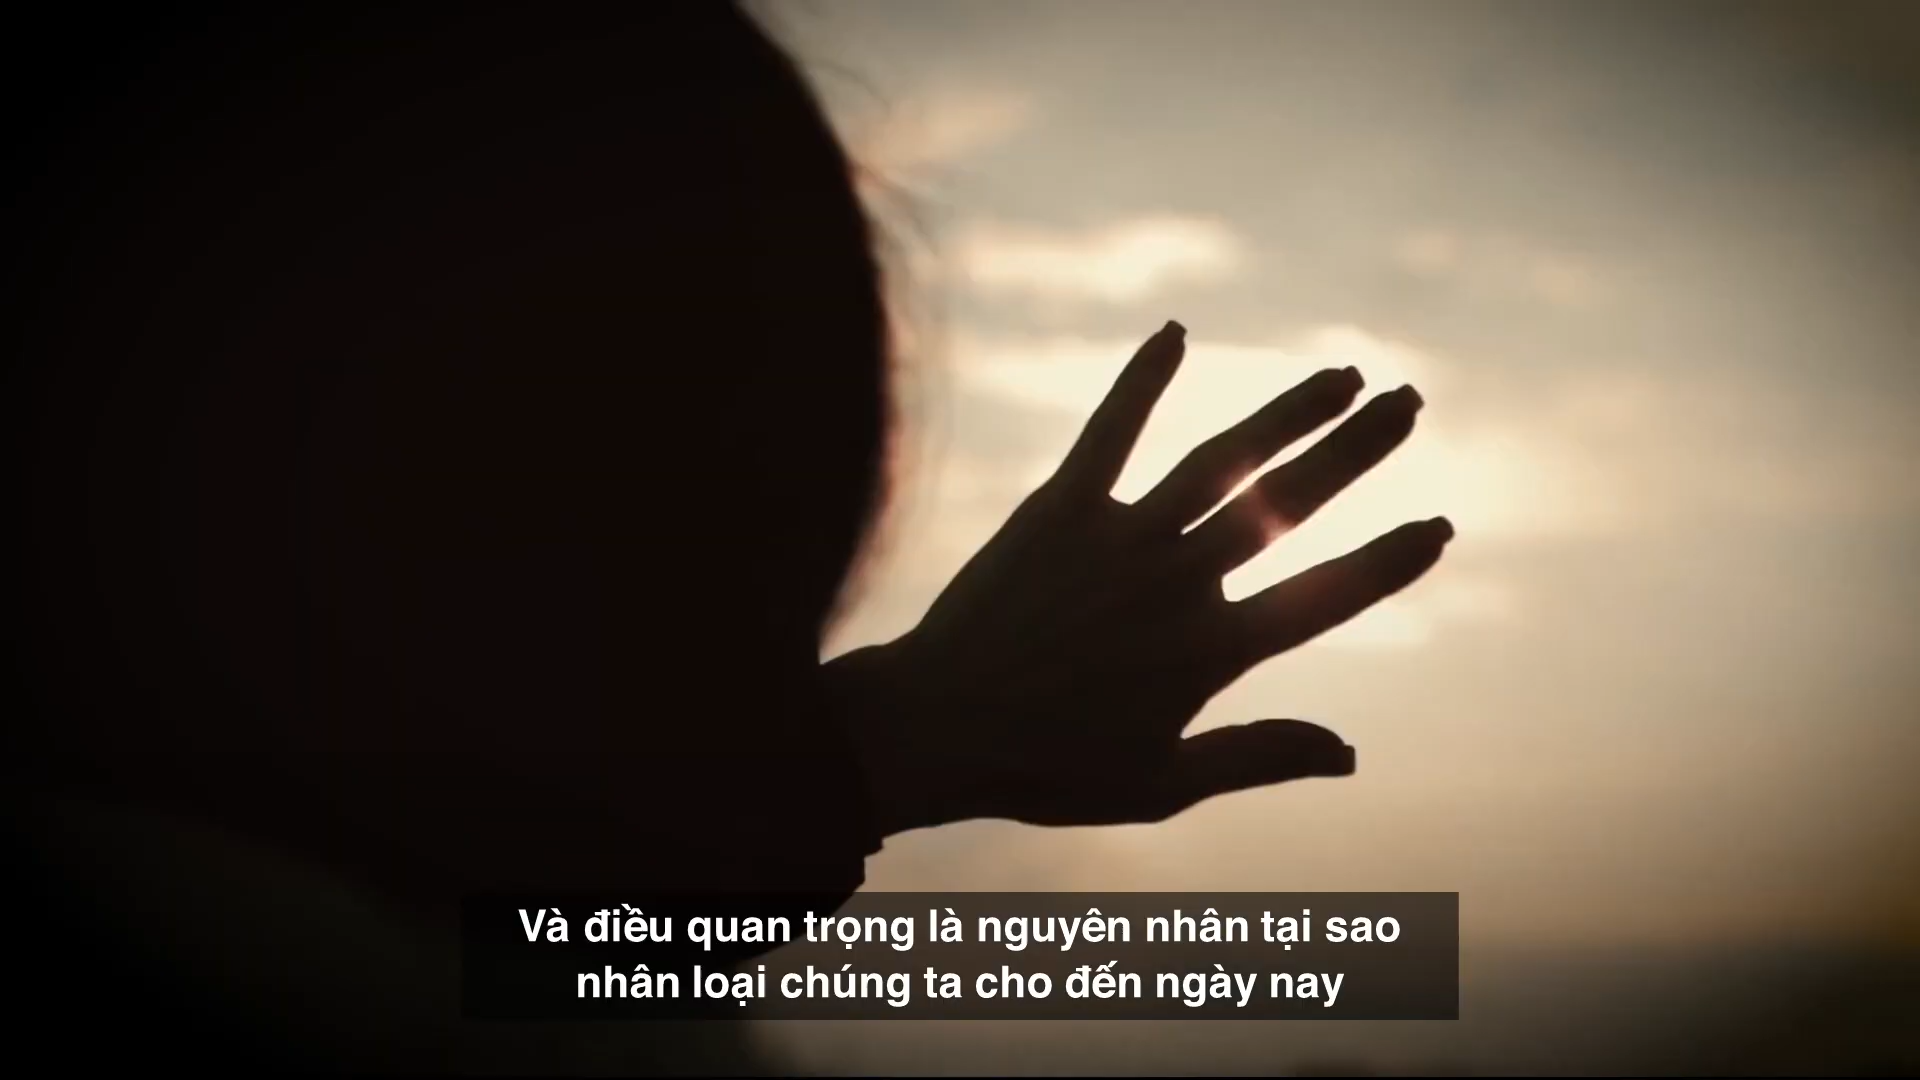 Và điều quan trọng là nguyên nhân tại sao
nhân loại chúng ta cho đến ngày nay